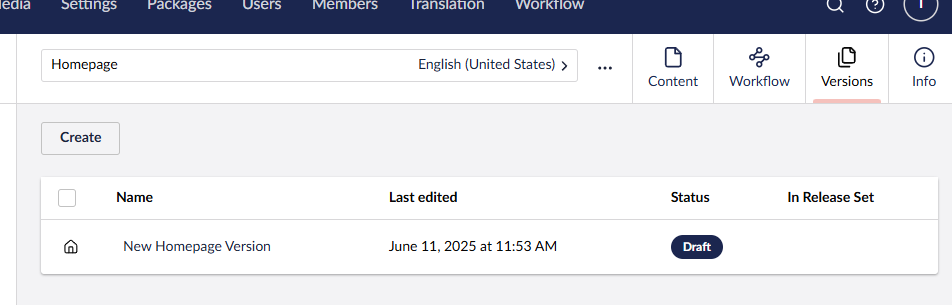 Settings Packages Users Members Translation Workflow
Homepage English (United States)
Content Workflow Versions Info
Create
Name Last edited Status In Release Set
New Homepage Version June 11, 2025 at 11:53 AM Draft